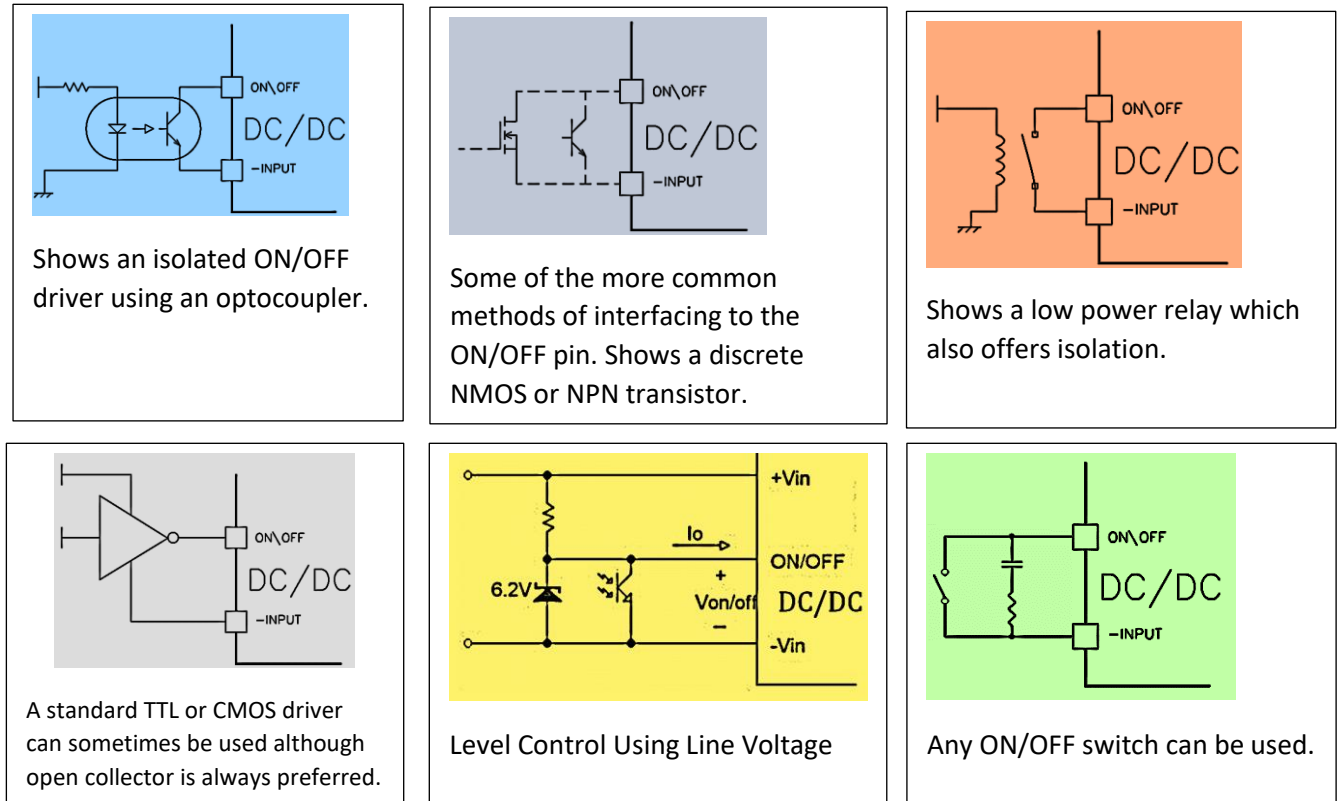 ON\OFF
DC/DC
-INPUT
Shows an isolated ON/OFF
driver using an optocoupler.
ON\OFF
DC/DC
-INPUT
Some of the more common
methods of interfacing to the
ON/OFF pin. Shows a discrete
NMOS or NPN transistor.
ON\OFF
DC/DC
-INPUT
Shows a low power relay which
also offers isolation.
ON\OFF
DC/DC
-INPUT
A standard TTL or CMOS driver
can sometimes be used although
open collector is always preferred.
+Vin
Io
ON/OFF
+
6.2V
Von/off
DC/DC
–
-Vin
Level Control Using Line Voltage
ON\OFF
DC/DC
-INPUT
Any ON/OFF switch can be used.